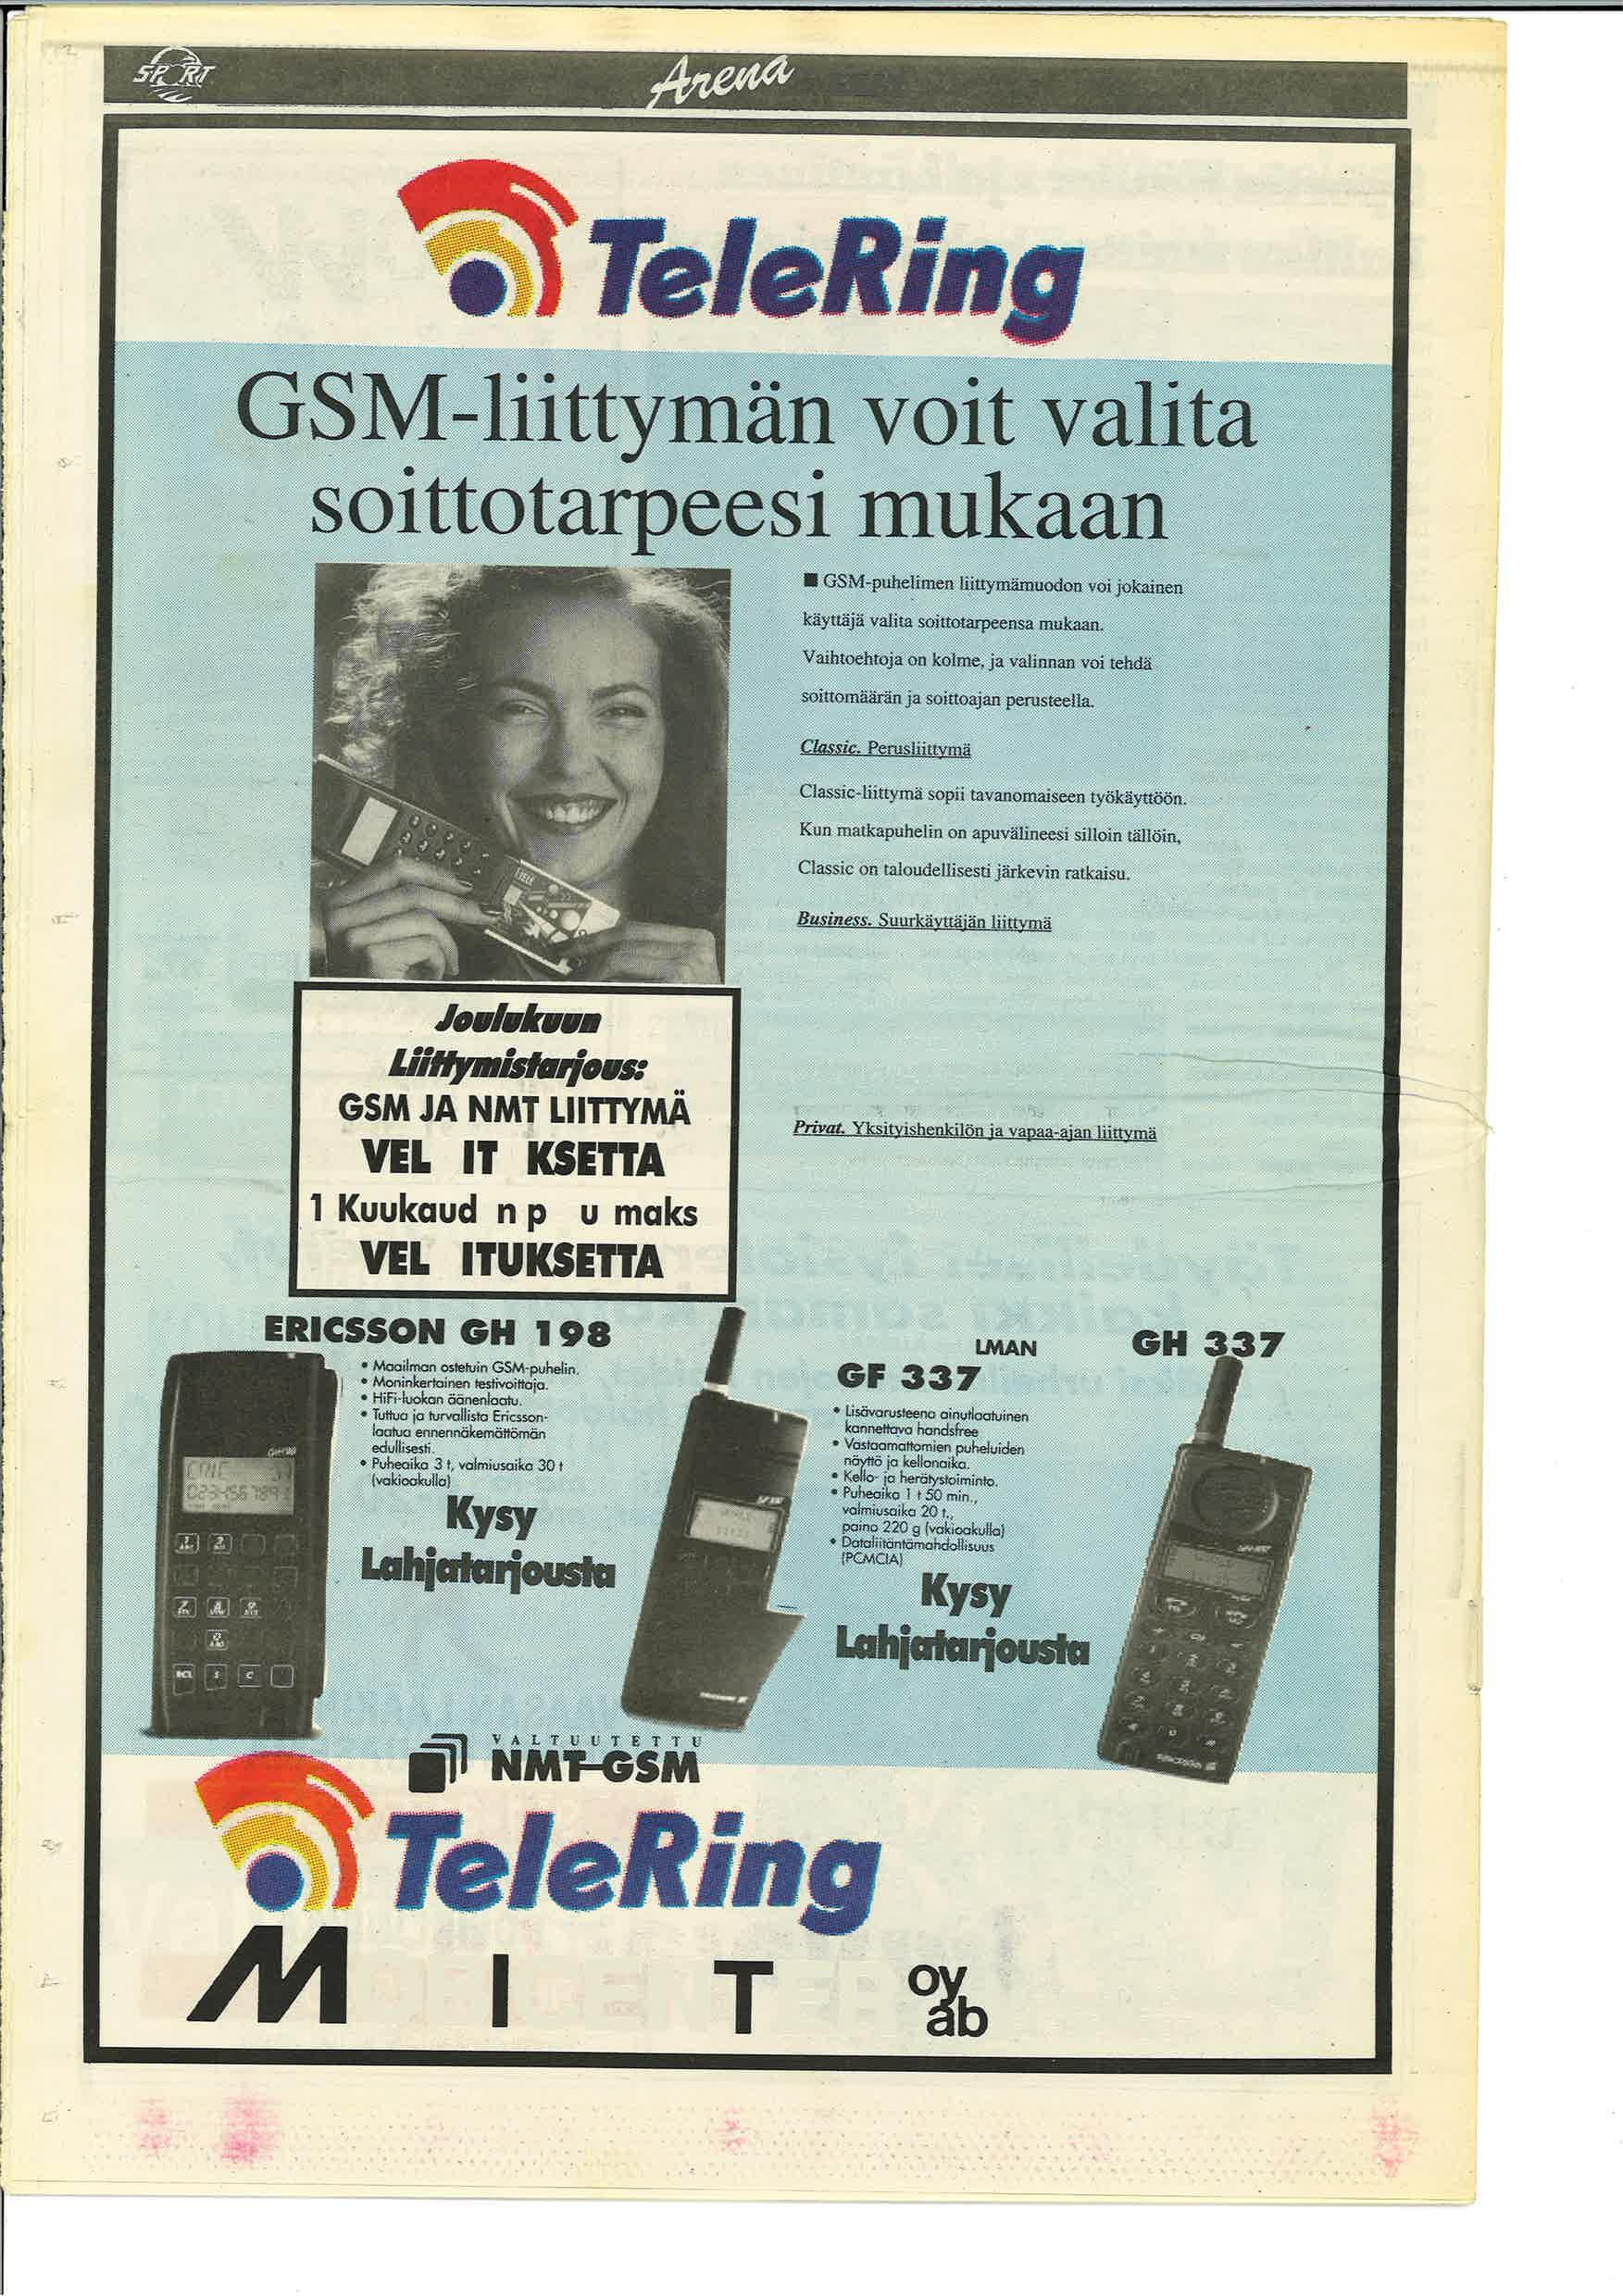 SPORT
Arena
TeleRing
GSM-liittymän voit valita
soittotarpeesi mukaan
■ GSM-puhelimen liittymämuodon voi jokainen
käyttäjä valita soittotarpeensa mukaan.
Vaihtoehtoja on kolme, ja valinnan voi tehdä
soittomäärän ja soittoajan perusteella.
Classic. Perusliittymä
Classic-liittymä sopii tavanomaiseen työkäyttöön.
Kun matkapuhelin on apuvälineesi silloin tällöin,
Classic on taloudellisesti järkevin ratkaisu.
Business. Suurkäyttäjän liittymä
Privat. Yksityishenkilön ja vapaa-ajan liittymä
TELE
Joulukuun
Liittymistarjous:
GSM JA NMT LIITTYMÄ
VEL IT KSETTA
1 Kuukaud n p u maks
VEL ITUKSETTA
ERICSSON GH 198
• Maailman ostetuin GSM-puhelin.
• Moninkertainen testivoittaja.
• HiFi-luokan äänenlaatu.
• Tuttua ja turvallista Ericsson-
laatua ennennäkemättömän
edullisesti.
• Puheaika 3 t, valmiusaika 30 t
(vakioakulla)
Kysy
Lahjatarjousta
LMAN
GF 337
GH 337
• Lisävarusteena ainutlaatuinen
kannettava handsfree
• Vastaamattomien puheluiden
näyttö ja kellonaika.
• Kello- ja herätystoiminto.
• Puheaika 1 t 50 min.,
valmiusaika 20 t.,
paino 220 g (vakioakulla)
• Dataliitäntämahdollisuus
(PCMCIA)
Kysy
Lahjatarjousta
VALTUUTETTU
NMT-GSM
TeleRing
M I T oy ab